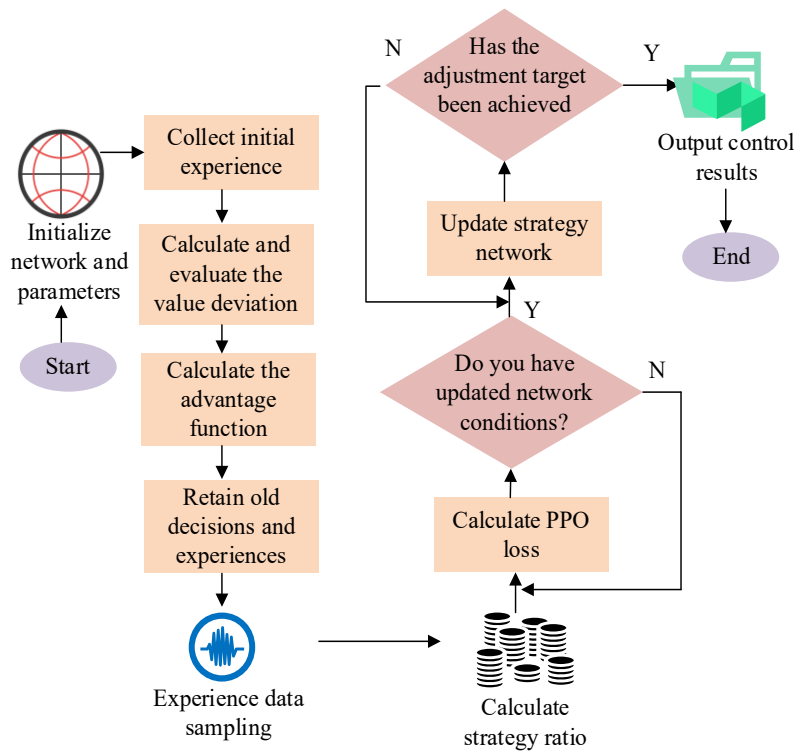 Start
Initialize
network and
parameters
Collect initial
experience
Calculate and
evaluate the
value deviation
Calculate the
advantage
function
Retain old
decisions and
experiences
Experience data
sampling
Calculate
strategy ratio
Calculate PPO
loss
Do you have
updated network
conditions?
N
Y
Update strategy
network
Has the
adjustment target
been achieved
N
Y
Output control
results
End